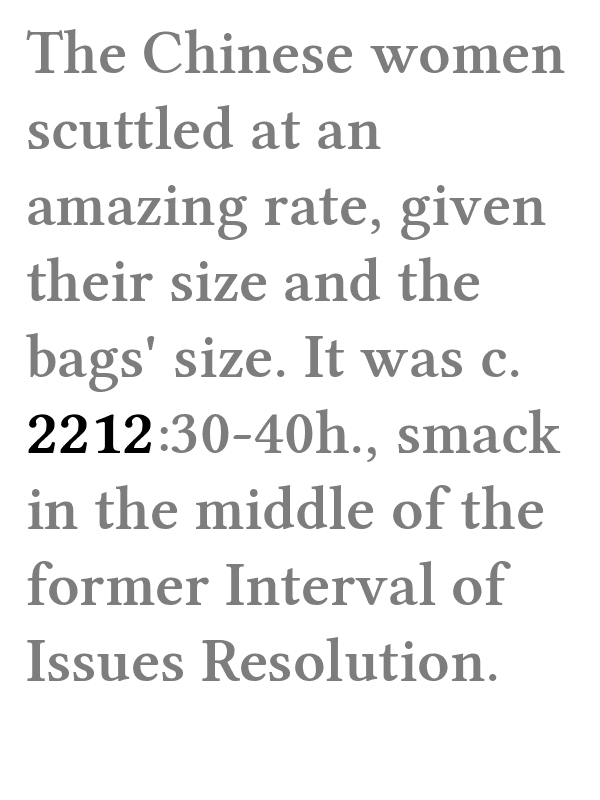 The Chinese women
scuttled at an
amazing rate, given
their size and the
bags' size. It was c.
2212:30-40h., smack
in the middle of the
former Interval of
Issues Resolution.